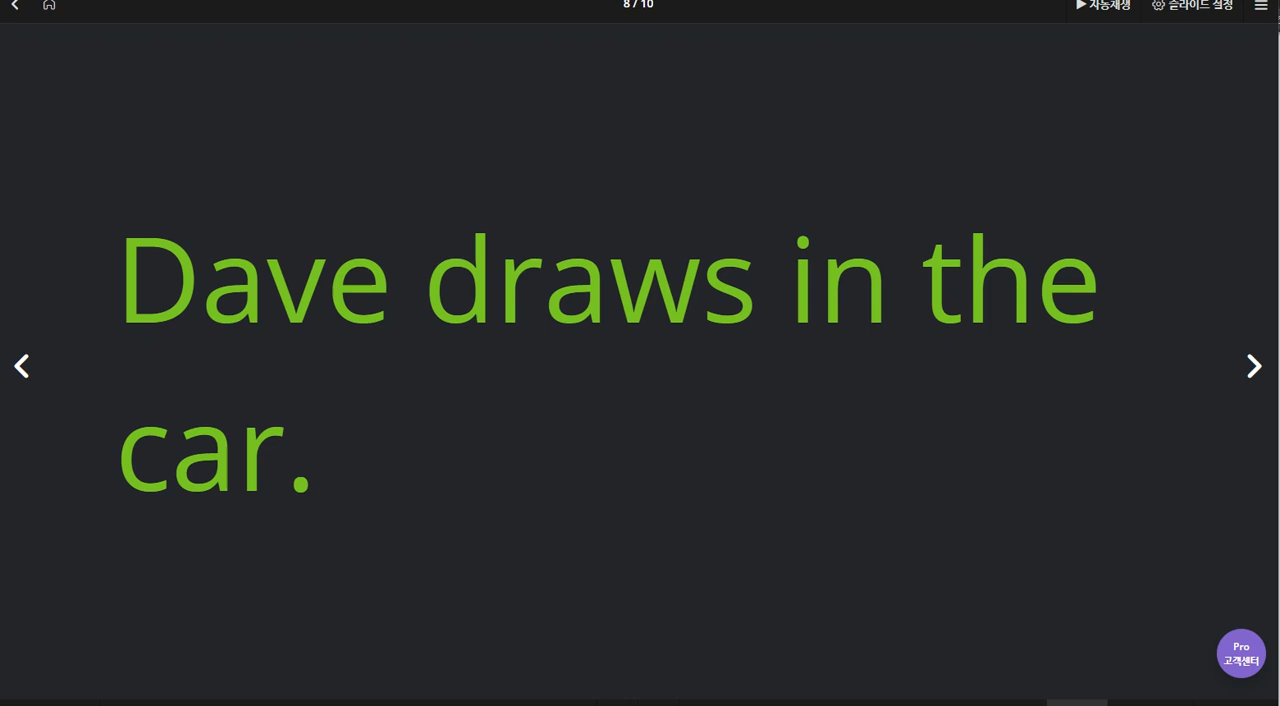 8 / 10
▶ 자동재생
슬라이드 설정
Dave draws in the
car.
Pro
고객센터